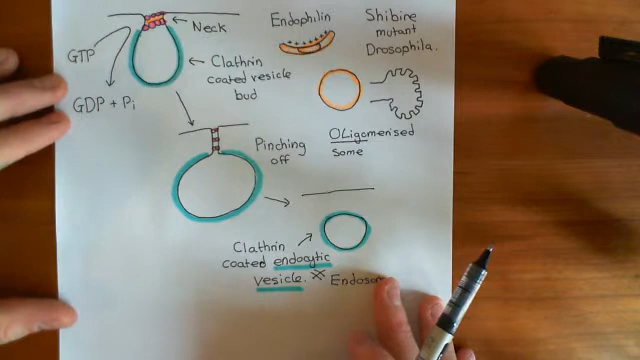 Neck
GTP
GDP + Pi
Clathrin
coated vesicle
bud
Endophilin
Shibire
mutant
Drosophila.
OLigomerised
some
Pinching
off
Clathrin
coated endocytic
vesicle.